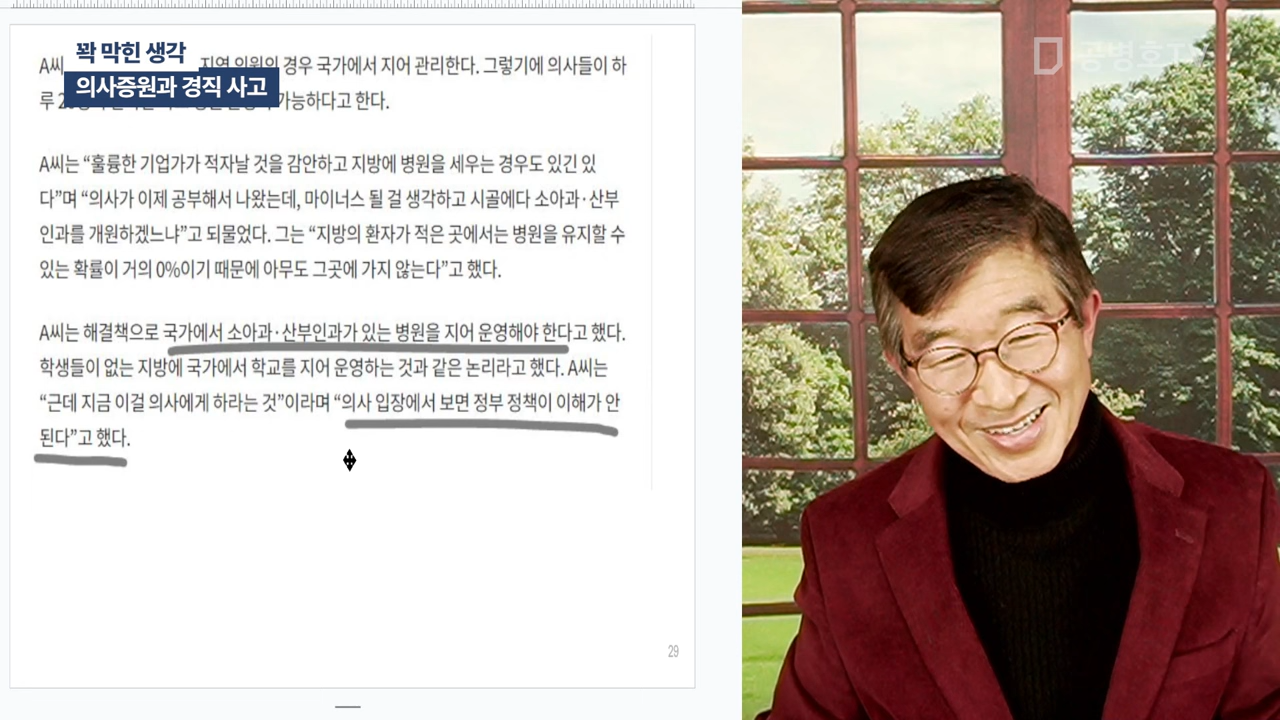 꽉 막힌 생각
의사증원과 경직 사고
A씨 지역 의원의 경우 국가에서 지어 관리한다. 그렇기에 의사들이 하
루 가능하다고 한다.
A씨는 “훌륭한 기업가가 적자날 것을 감안하고 지방에 병원을 세우는 경우도 있긴 있
다”며 “의사가 이제 공부해서 나왔는데, 마이너스 될 걸 생각하고 시골에다 소아과·산부
인과를 개원하겠느냐”고 되물었다. 그는 “지방의 환자가 적은 곳에서는 병원을 유지할 수
있는 확률이 거의 0%이기 때문에 아무도 그곳에 가지 않는다”고 했다.
A씨는 해결책으로 국가에서 소아과·산부인과가 있는 병원을 지어 운영해야 한다고 했다.
학생들이 없는 지방에 국가에서 학교를 지어 운영하는 것과 같은 논리라고 했다. A씨는
“근데 지금 이걸 의사에게 하라는 것”이라며 “의사 입장에서 보면 정부 정책이 이해가 안
된다”고 했다.
29
공병호TV